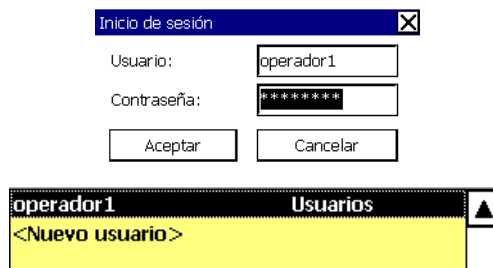 Inicio de sesión
Usuario: operador1
Contraseña: ********
Aceptar Cancelar
operador1 Usuarios
<Nuevo usuario>